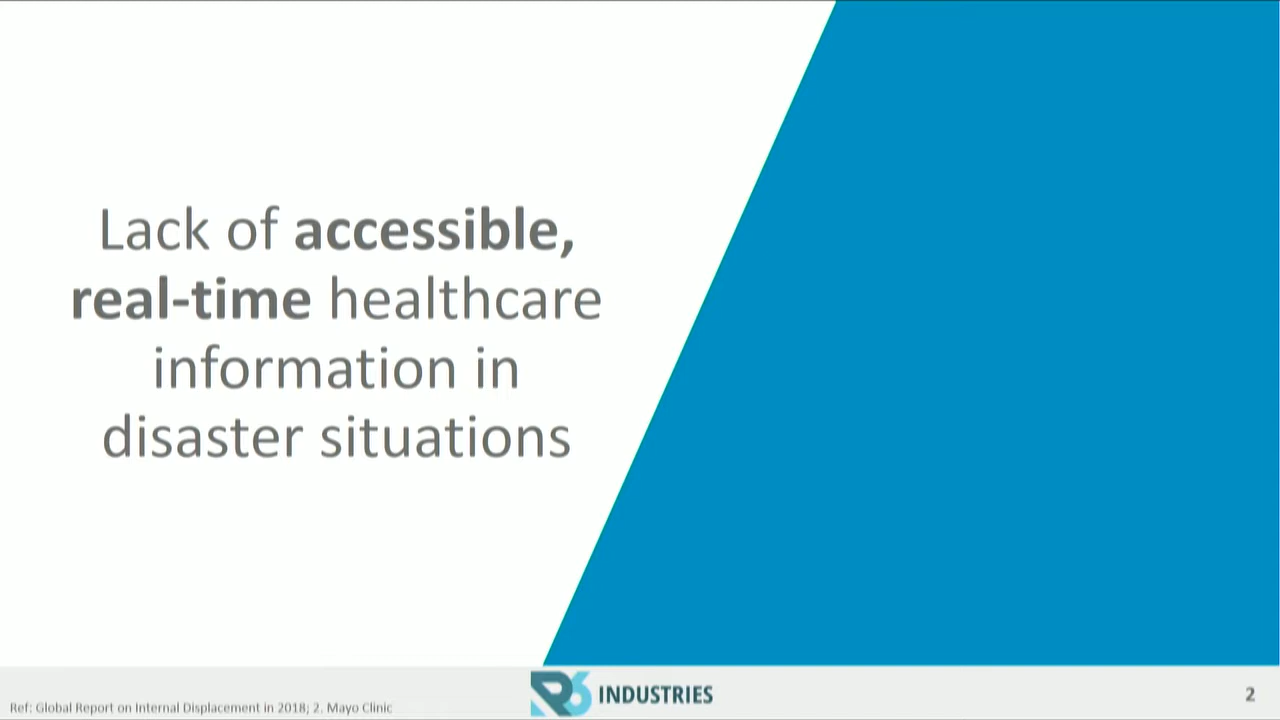 Lack of accessible,
real-time healthcare
information in
disaster situations
Ref: Global Report on Internal Displacement in 2018; 2. Mayo Clinic
R6 INDUSTRIES
2